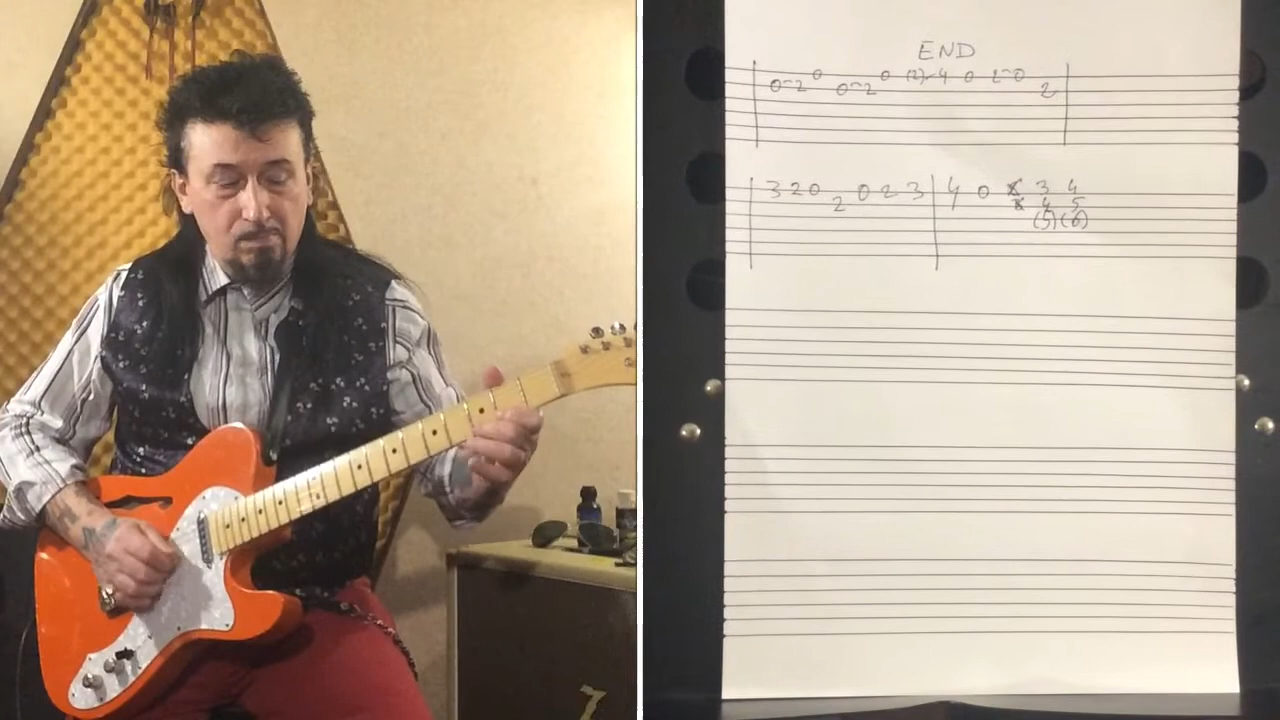 END
0-2 0 0-2 0 (2)-4 0 2-0 2
3 2 0 2 0 2 3 4 0 x 3 4
x 4 5
(5) (6)